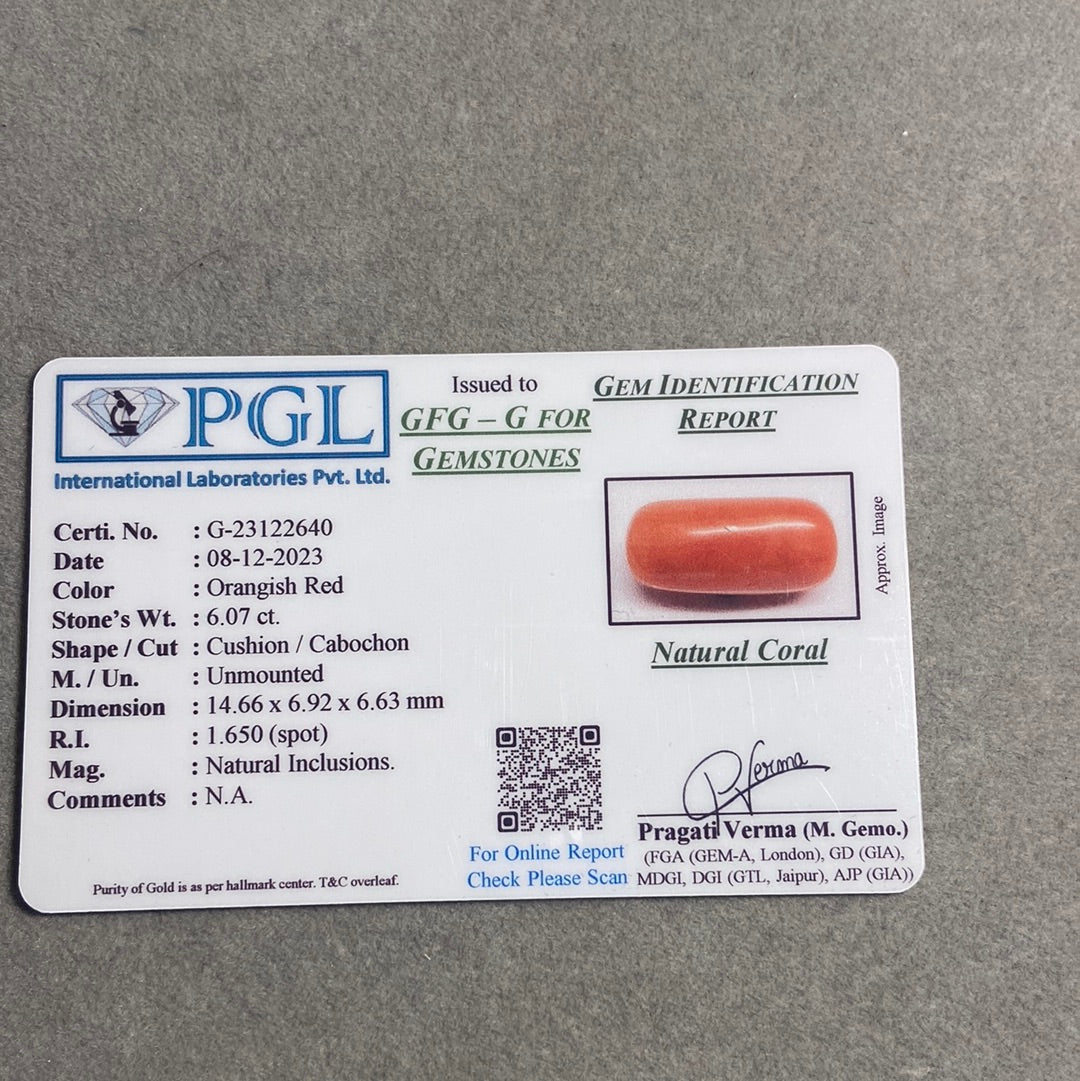 PGL
International Laboratories Pvt. Ltd.
Issued to
GFG – G FOR
GEMSTONES
GEM IDENTIFICATION
REPORT
Certi. No. : G-23122640
Date : 08-12-2023
Color : Orangish Red
Stone's Wt. : 6.07 ct.
Shape / Cut : Cushion / Cabochon
M. / Un. : Unmounted
Dimension : 14.66 x 6.92 x 6.63 mm
R.I. : 1.650 (spot)
Mag. : Natural Inclusions.
Comments : N.A.
Purity of Gold is as per hallmark center. T&C overleaf.
Approx. Image
Natural Coral
For Online Report
Check Please Scan
P Verma
Pragati Verma (M. Gemo.)
(FGA (GEM-A, London), GD (GIA),
MDGI, DGI (GTL, Jaipur), AJP (GIA))